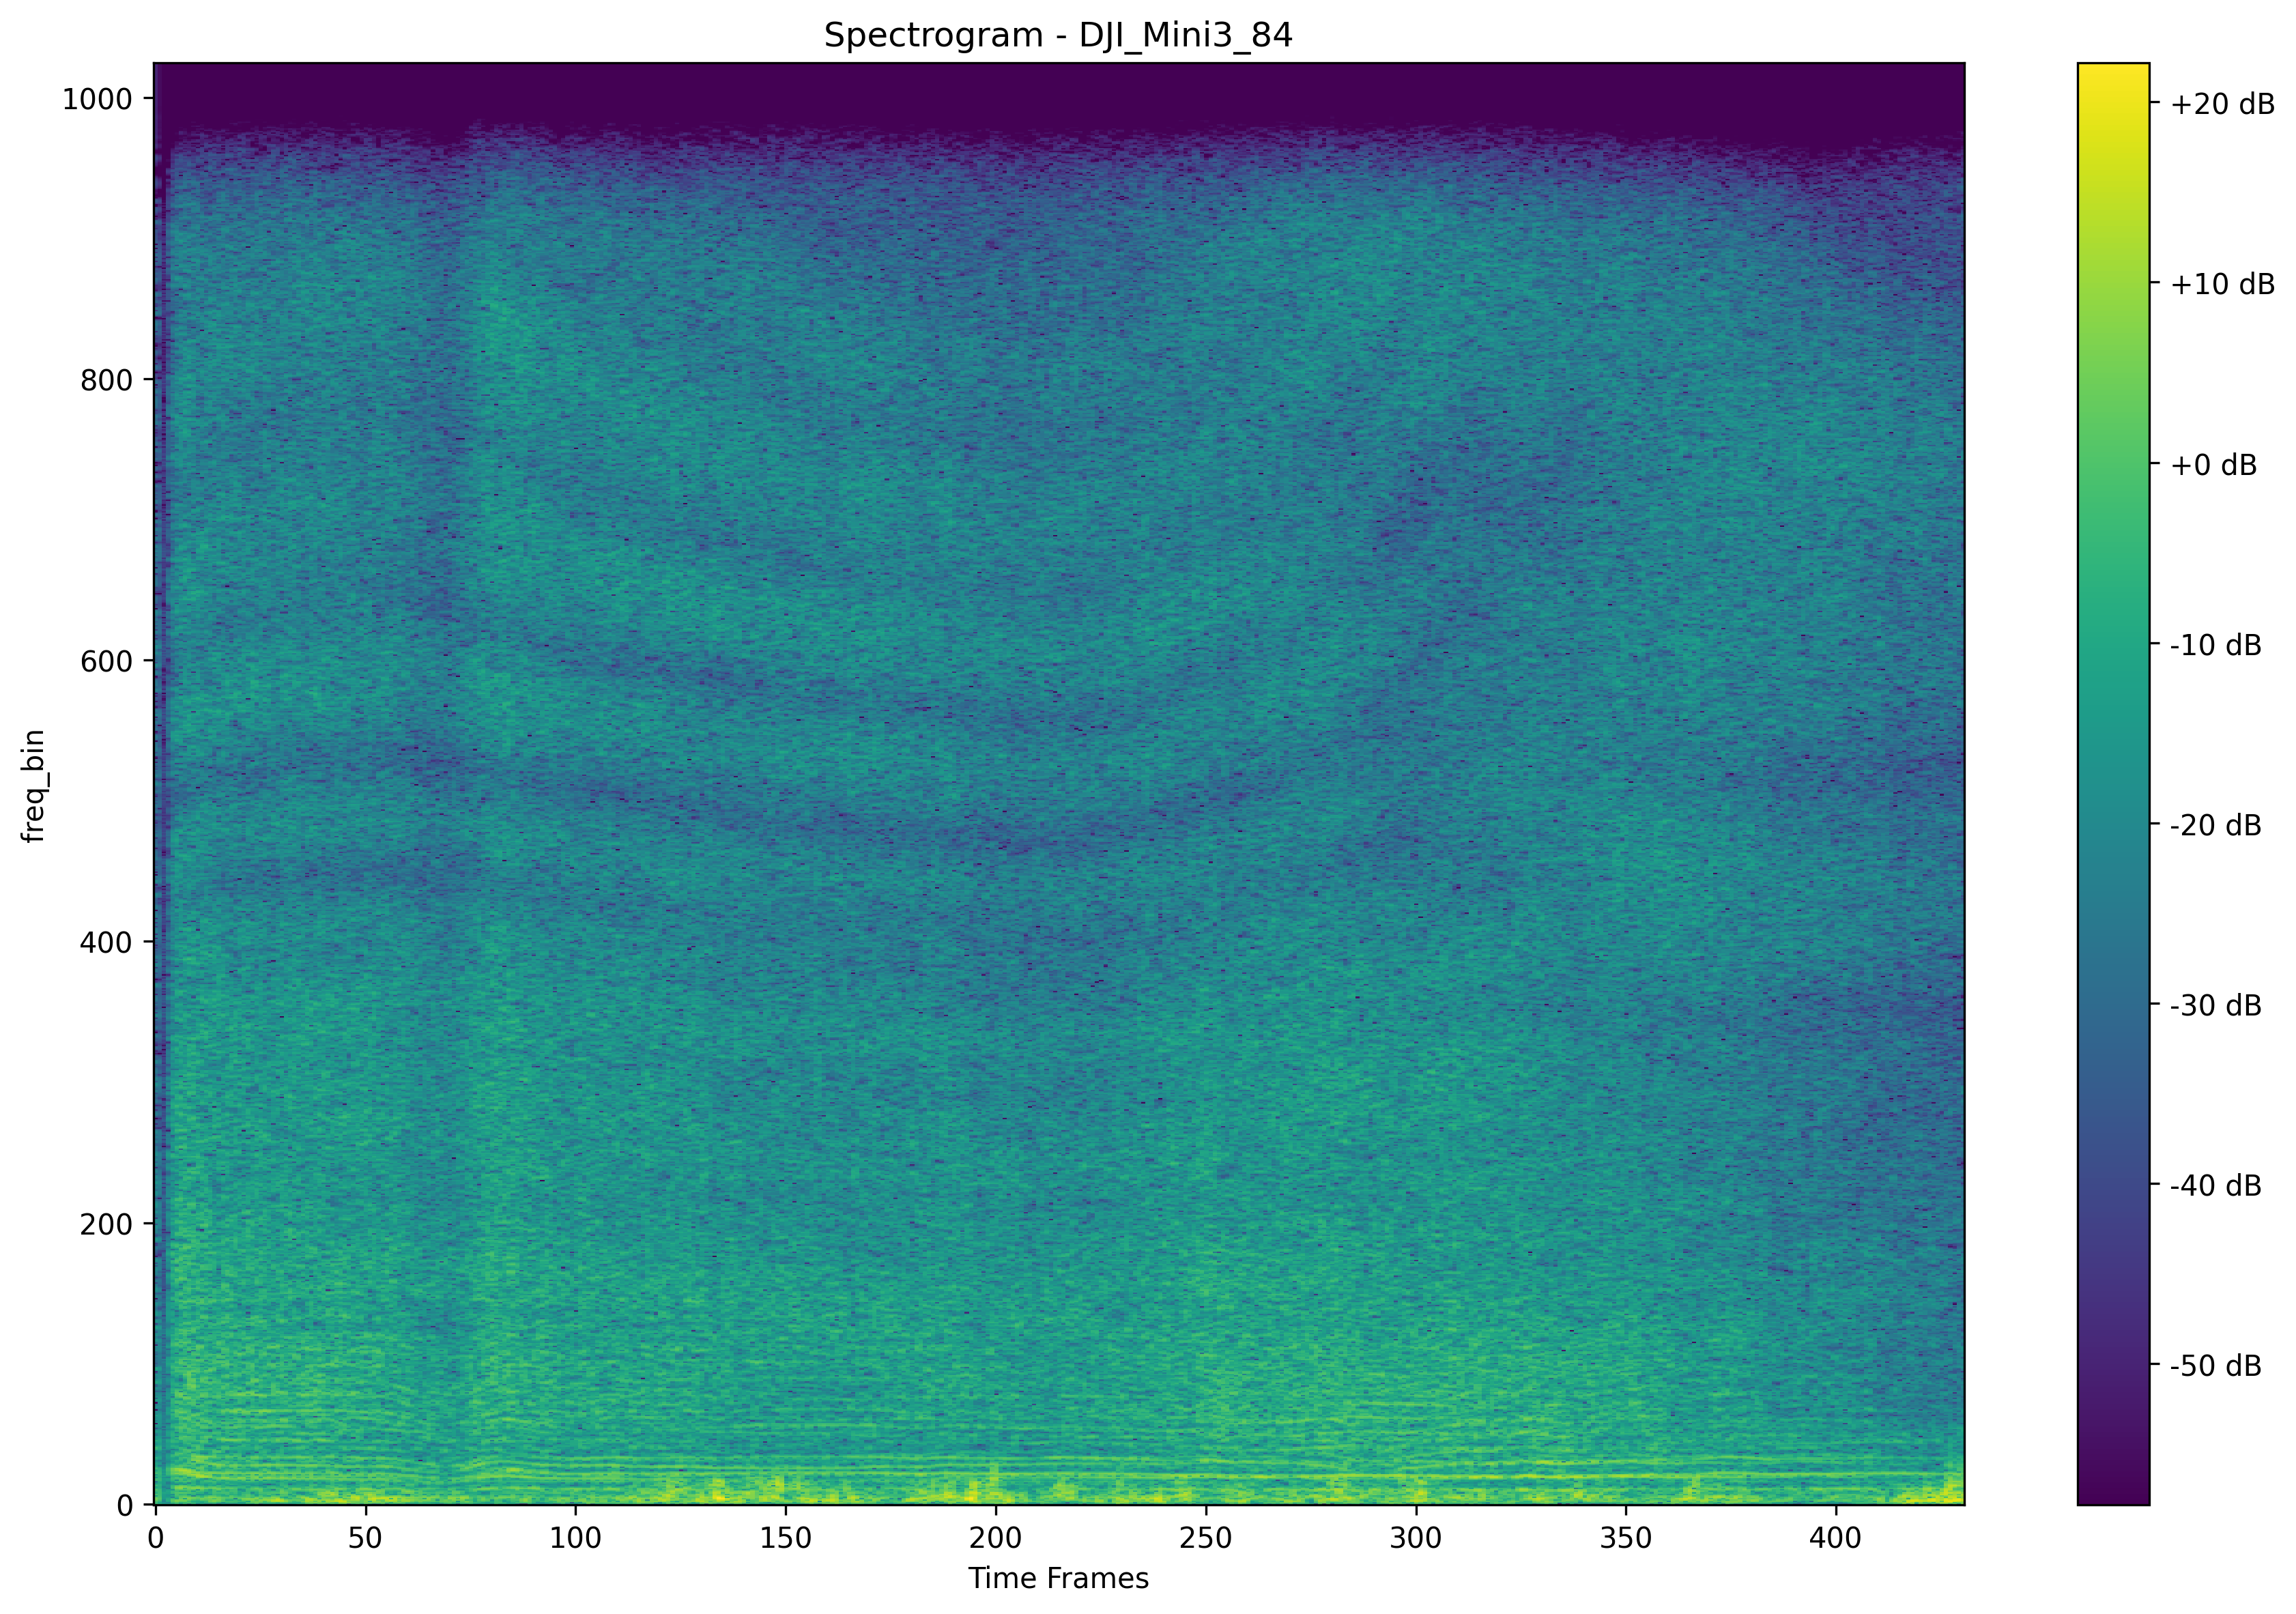 Spectrogram - DJI_Mini3_84
1000
800
600
400
200
0
freq_bin
0 50 100 150 200 250 300 350 400
Time Frames
+20 dB
+10 dB
+0 dB
-10 dB
-20 dB
-30 dB
-40 dB
-50 dB